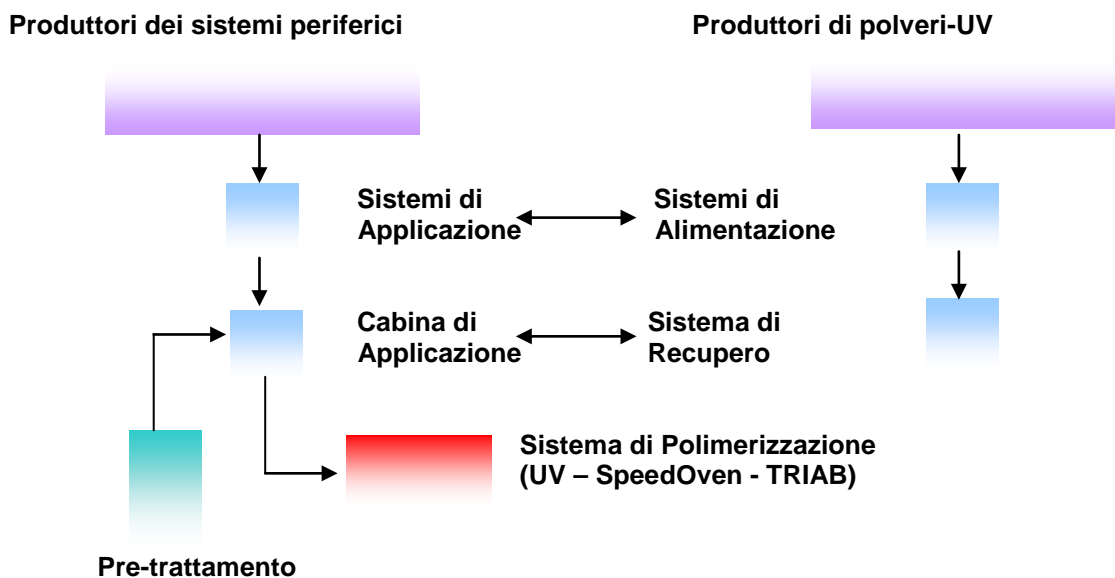 Produttori dei sistemi periferici
Produttori di polveri-UV
Sistemi di
Applicazione
Sistemi di
Alimentazione
Cabina di
Applicazione
Sistema di
Recupero
Sistema di Polimerizzazione
(UV – SpeedOven - TRIAB)
Pre-trattamento